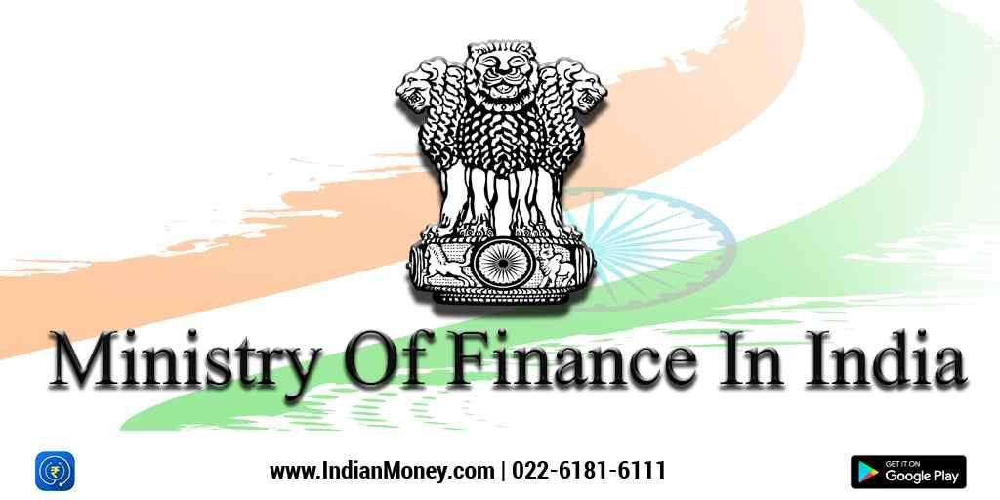 Ministry Of Finance In India
www.IndianMoney.com | 022-6181-6111
GET IT ON
Google Play